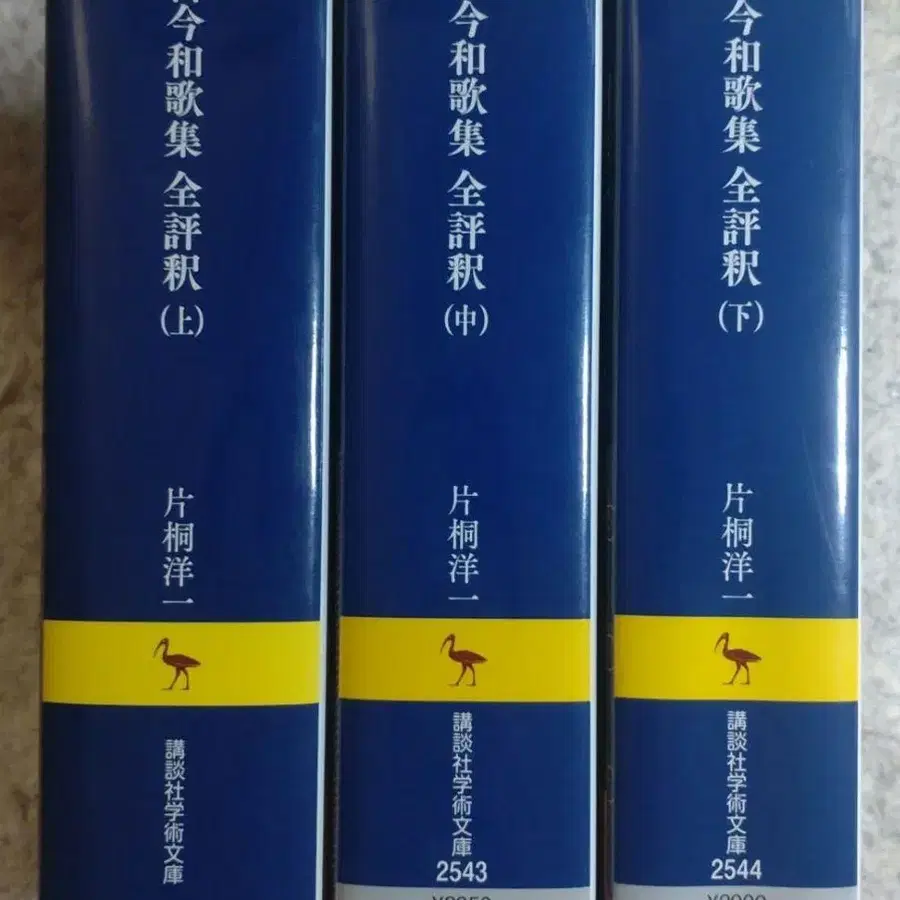 今和歌集 全評釈(上)
片桐洋一
講談社学術文庫
今和歌集 全評釈(中)
片桐洋一
講談社学術文庫
2543
今和歌集 全評釈(下)
片桐洋一
講談社学術文庫
2544